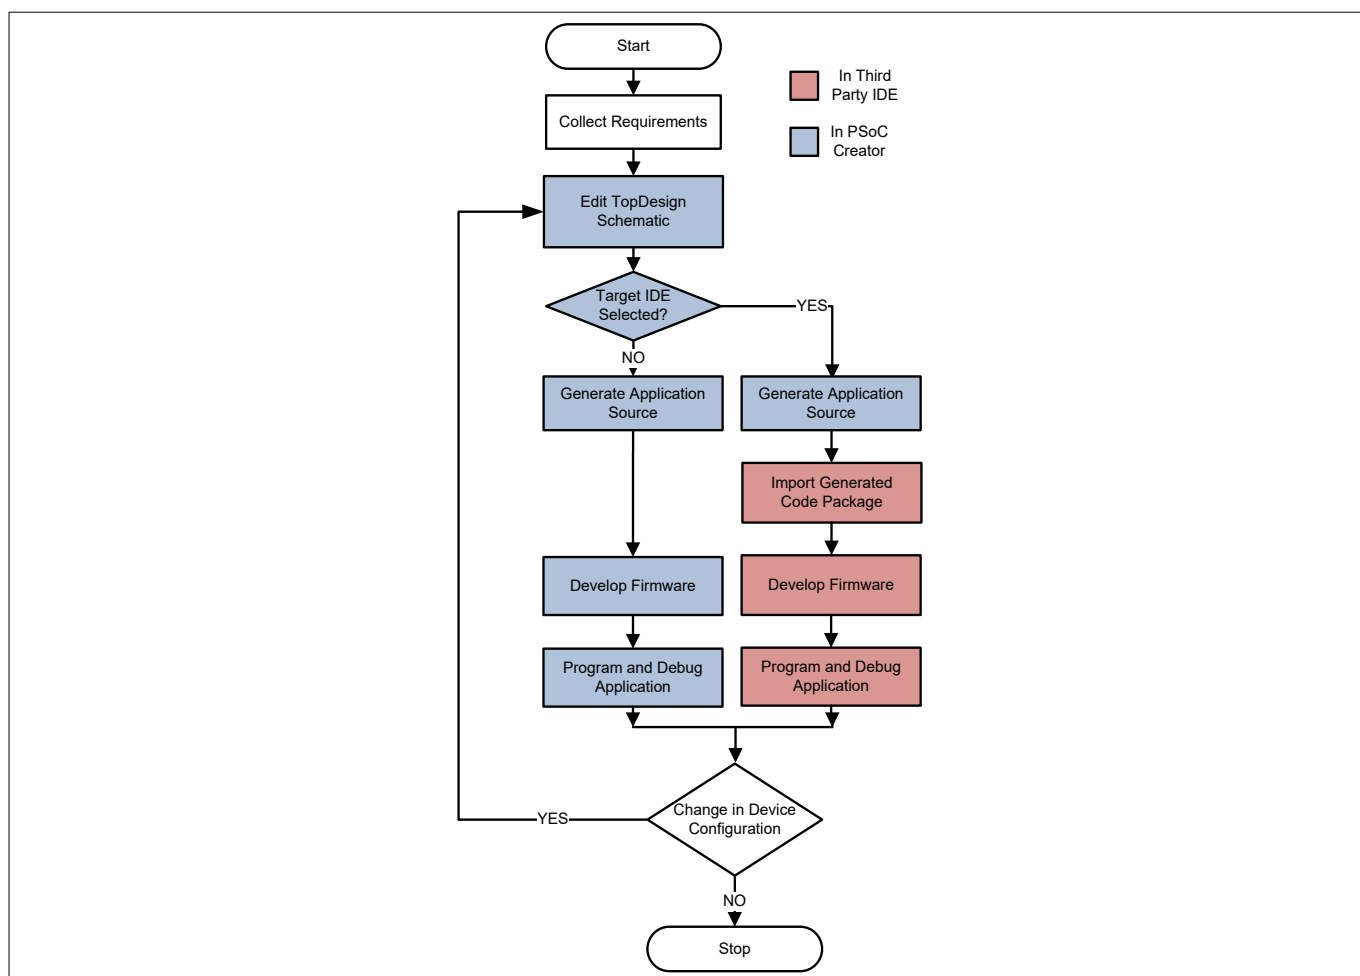 Start
In Third
Party IDE
Collect Requirements
In PSoC
Creator
Edit TopDesign
Schematic
Target IDE
Selected?
YES
NO
Generate Application
Source
Generate Application
Source
Import Generated
Code Package
Develop Firmware
Develop Firmware
Program and Debug
Application
Program and Debug
Application
Change in Device
Configuration
YES
NO
Stop